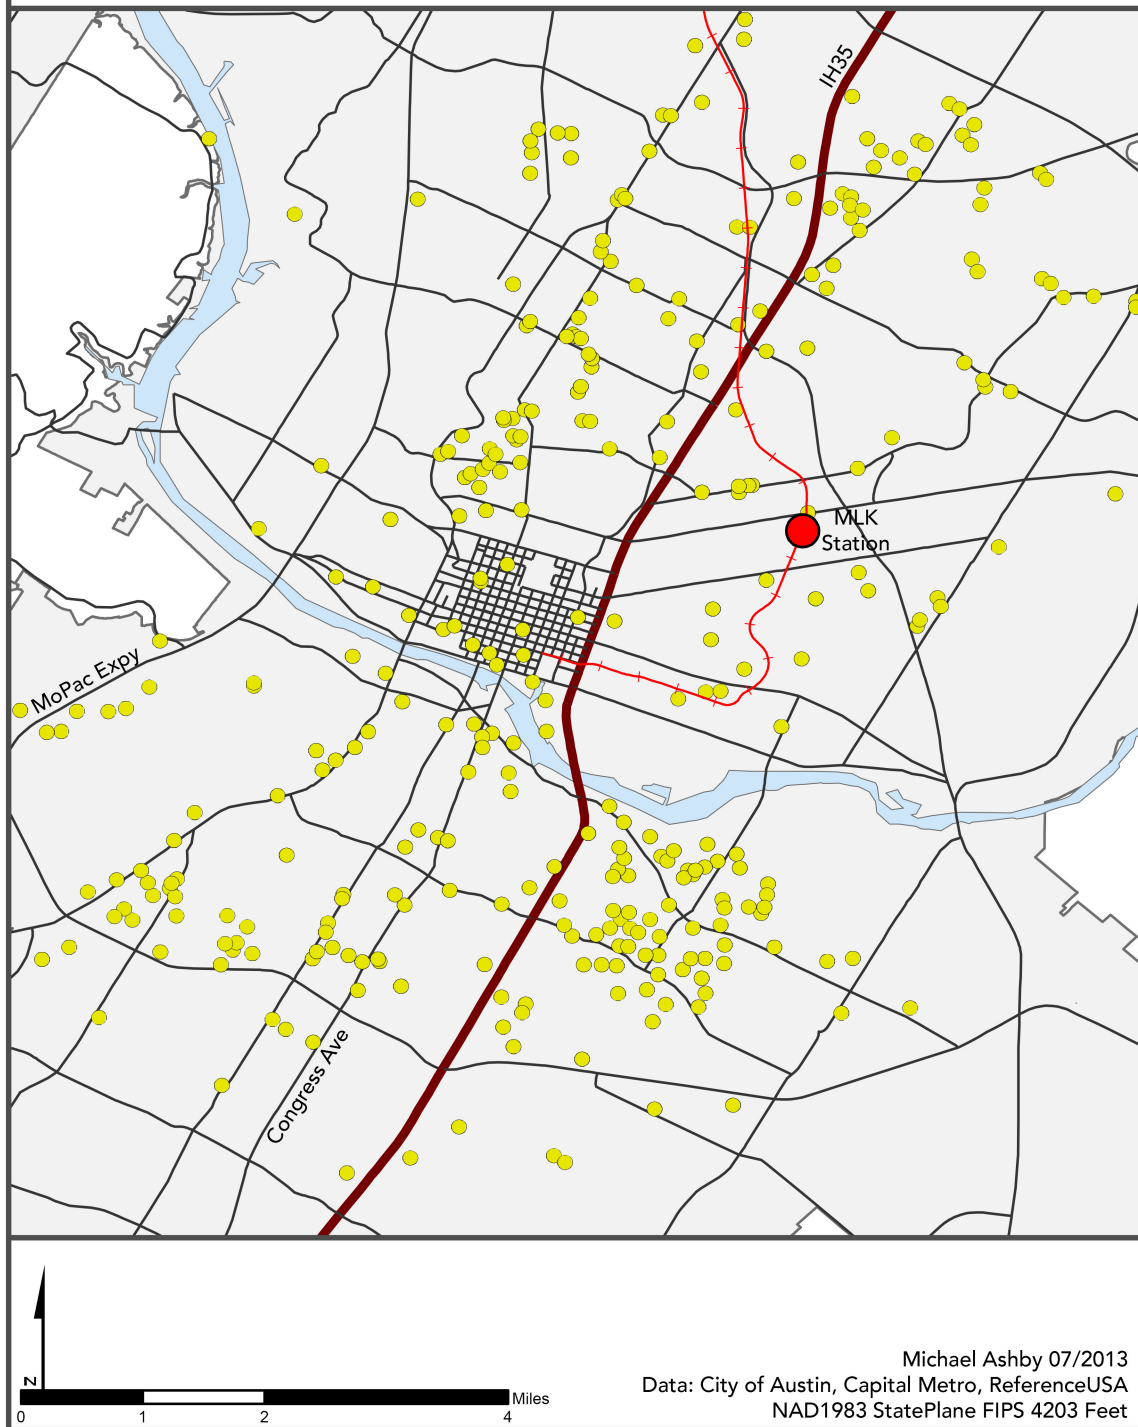 IH35
MLK
Station
MoPac Expy
Congress Ave
N
0 1 2 4 Miles
Michael Ashby 07/2013
Data: City of Austin, Capital Metro, ReferenceUSA
NAD1983 StatePlane FIPS 4203 Feet